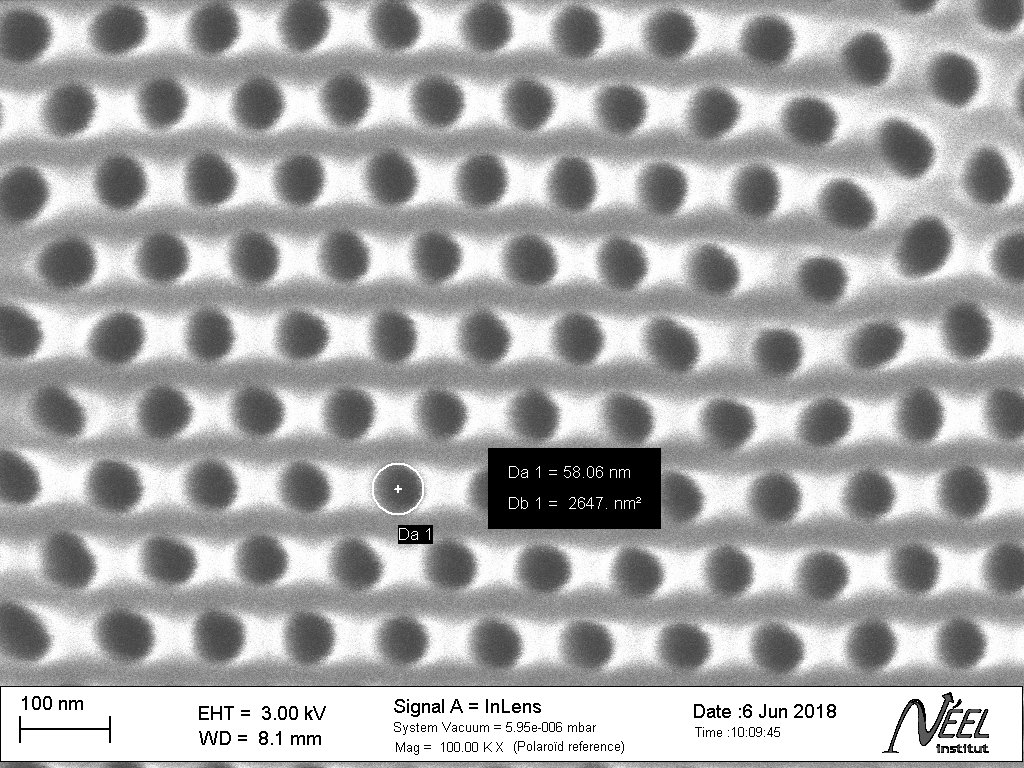 Da 1 = 58.06 nm
Db 1 =  2647. nm²
Da 1
100 nm
EHT =  3.00 kV
WD =  8.1 mm
Signal A = InLens
System Vacuum = 5.95e-006 mbar
Mag =  100.00 K X  (Polaroïd reference)
Date :6 Jun 2018
Time :10:09:45
NÉEL
institut